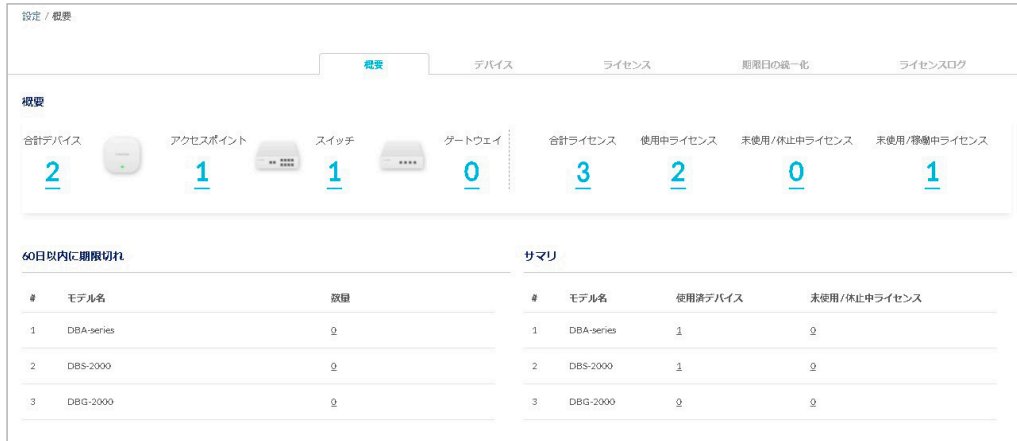 設定 / 概要
概要 デバイス ライセンス 期限日の統一化 ライセンスログ
概要
合計デバイス アクセスポイント スイッチ ゲートウェイ 合計ライセンス 使用中ライセンス 未使用/休止中ライセンス 未使用/稼働中ライセンス
2 1 1 0 3 2 0 1
60日以内に期限切れ サマリ
# モデル名 数量 # モデル名 使用済デバイス 未使用/休止中ライセンス
1 DBA-series 0 1 DBA-series 1 0
2 DBS-2000 0 2 DBS-2000 1 0
3 DBG-2000 0 3 DBG-2000 0 0